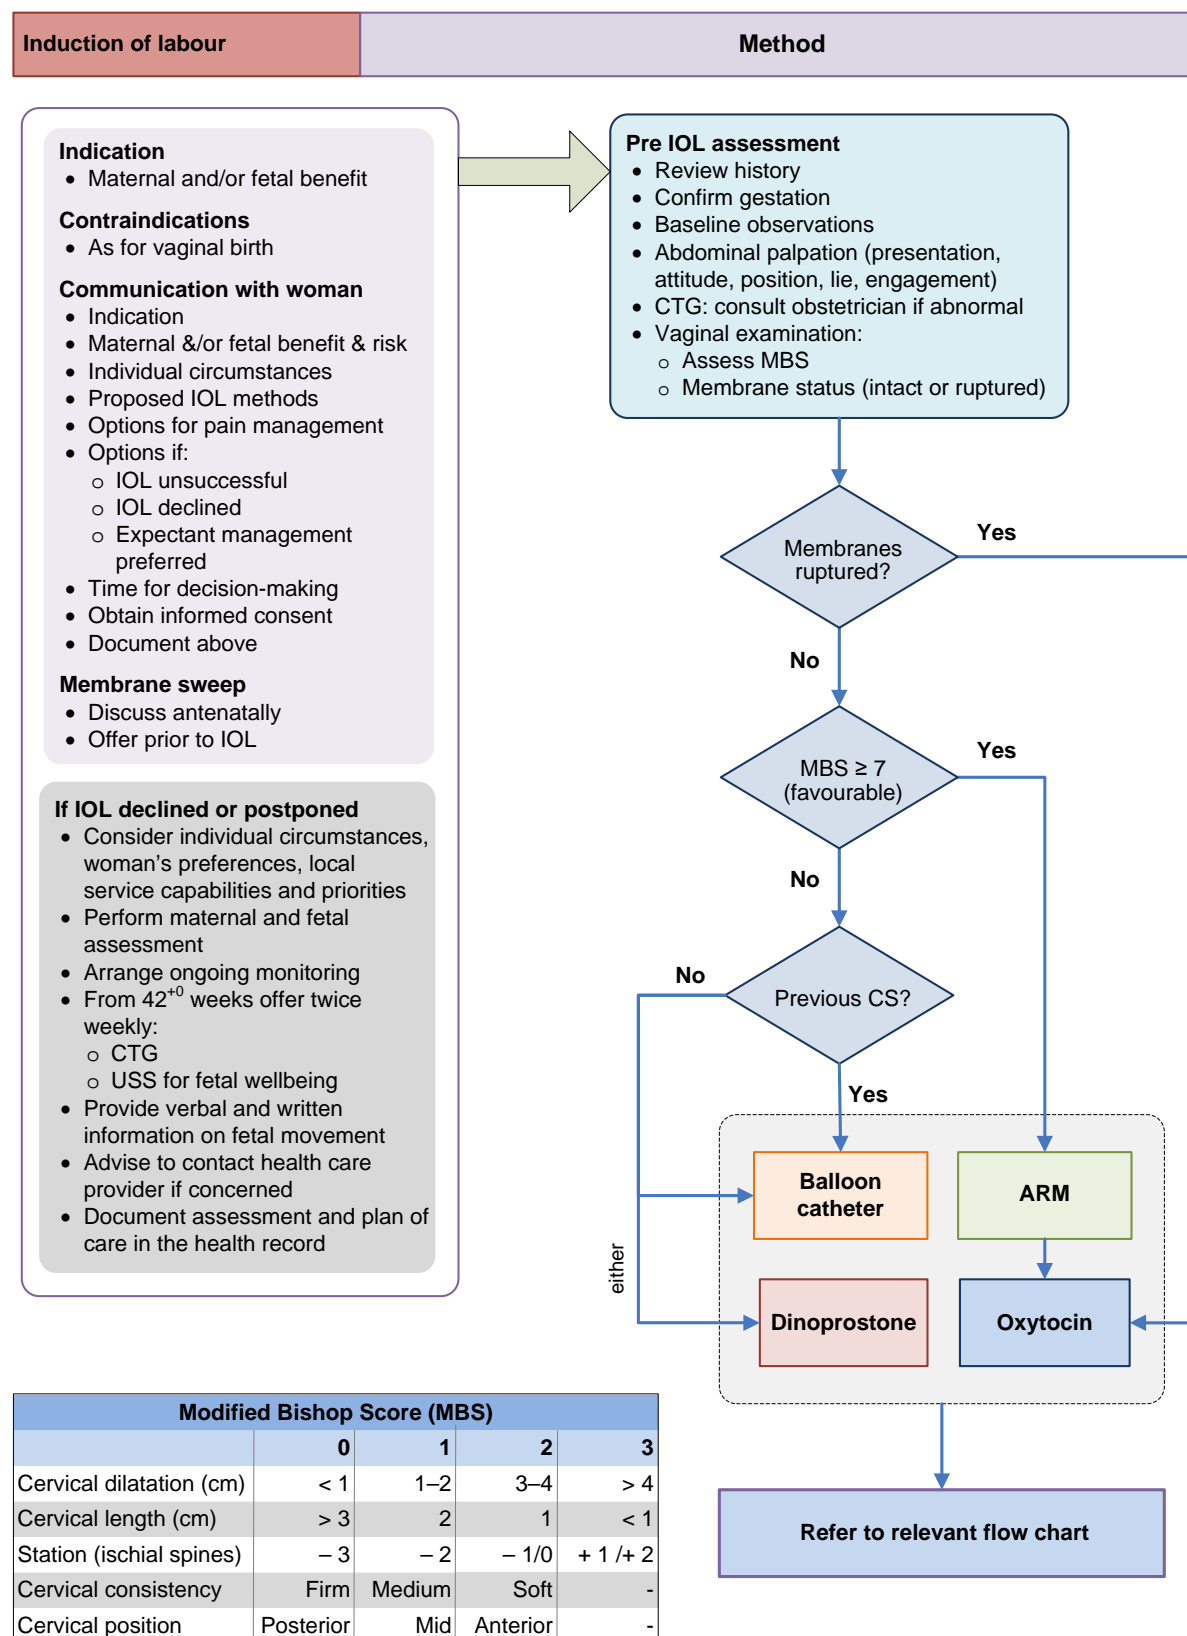 Induction of labour
Method
Indication
• Maternal and/or fetal benefit
Contraindications
• As for vaginal birth
Communication with woman
• Indication
• Maternal &/or fetal benefit & risk
• Individual circumstances
• Proposed IOL methods
• Options for pain management
• Options if:
o IOL unsuccessful
o IOL declined
o Expectant management
preferred
• Time for decision-making
• Obtain informed consent
• Document above
Membrane sweep
• Discuss antenatally
• Offer prior to IOL
If IOL declined or postponed
• Consider individual circumstances,
woman's preferences, local
service capabilities and priorities
• Perform maternal and fetal
assessment
• Arrange ongoing monitoring
• From 42⁺⁰ weeks offer twice
weekly:
o CTG
o USS for fetal wellbeing
• Provide verbal and written
information on fetal movement
• Advise to contact health care
provider if concerned
• Document assessment and plan of
care in the health record
Pre IOL assessment
• Review history
• Confirm gestation
• Baseline observations
• Abdominal palpation (presentation,
attitude, position, lie, engagement)
• CTG: consult obstetrician if abnormal
• Vaginal examination:
o Assess MBS
o Membrane status (intact or ruptured)
Membranes
ruptured?
Yes
No
MBS ≥ 7
(favourable)
Yes
No
Previous CS?
No
Yes
either
Balloon
catheter
ARM
Dinoprostone
Oxytocin
Refer to relevant flow chart
Modified Bishop Score (MBS)
0 1 2 3
Cervical dilatation (cm) < 1 1–2 3–4 > 4
Cervical length (cm) > 3 2 1 < 1
Station (ischial spines) – 3 – 2 – 1/0 + 1 /+ 2
Cervical consistency Firm Medium Soft -
Cervical position Posterior Mid Anterior -